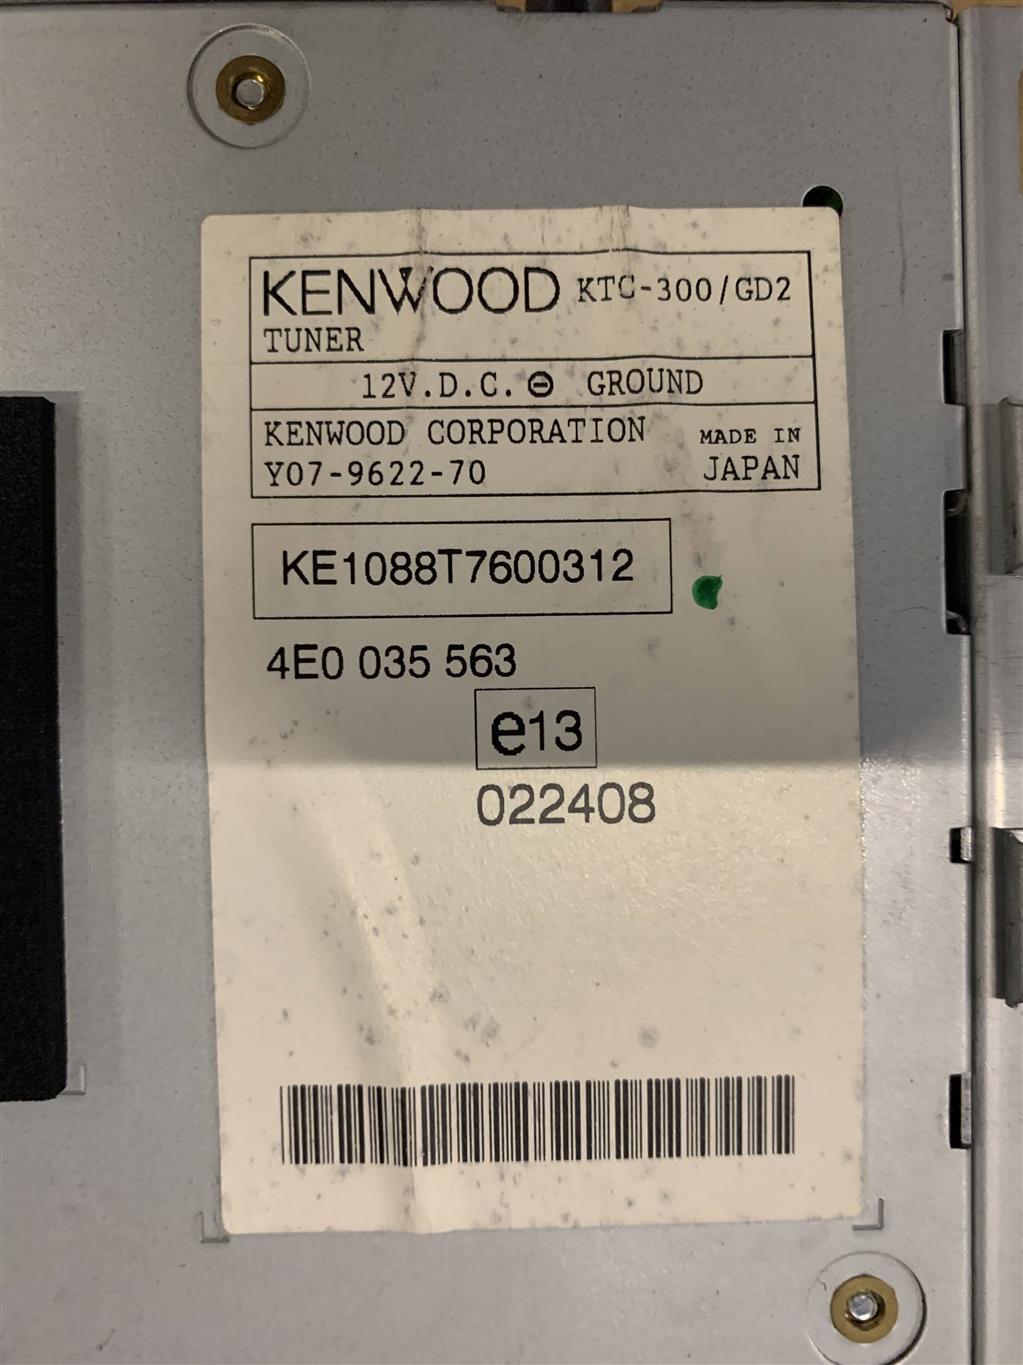 KENWOOD KTC-300/GD2
TUNER
12V.D.C. ⊖ GROUND
KENWOOD CORPORATION MADE IN
Y07-9622-70 JAPAN
KE1088T7600312
4E0 035 563
e13
022408